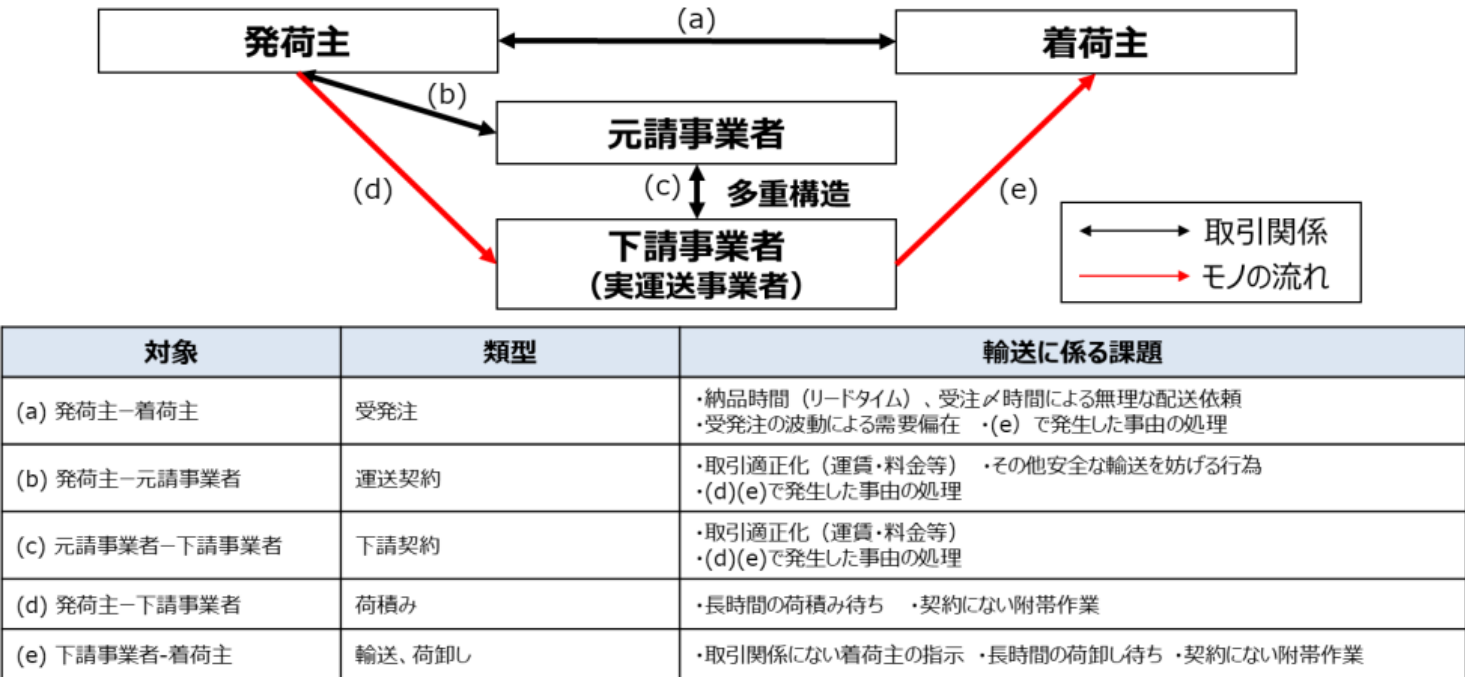 (a)
発荷主
着荷主
(b)
元請事業者
(c)
多重構造
(d)
(e)
下請事業者
（実運送事業者）
取引関係
モノの流れ
対象
類型
輸送に係る課題
(a) 発荷主－着荷主
受発注
・納品時間（リードタイム）、受注〆時間による無理な配送依頼
・受発注の波動による需要偏在　・(e）で発生した事由の処理
(b) 発荷主－元請事業者
運送契約
・取引適正化（運賃・料金等）　・その他安全な輸送を妨げる行為
・(d)(e)で発生した事由の処理
(c) 元請事業者－下請事業者
下請契約
・取引適正化（運賃・料金等）
・(d)(e)で発生した事由の処理
(d) 発荷主－下請事業者
荷積み
・長時間の荷積み待ち　・契約にない附帯作業
(e) 下請事業者-着荷主
輸送、荷卸し
・取引関係にない着荷主の指示 ・長時間の荷卸し待ち ・契約にない附帯作業